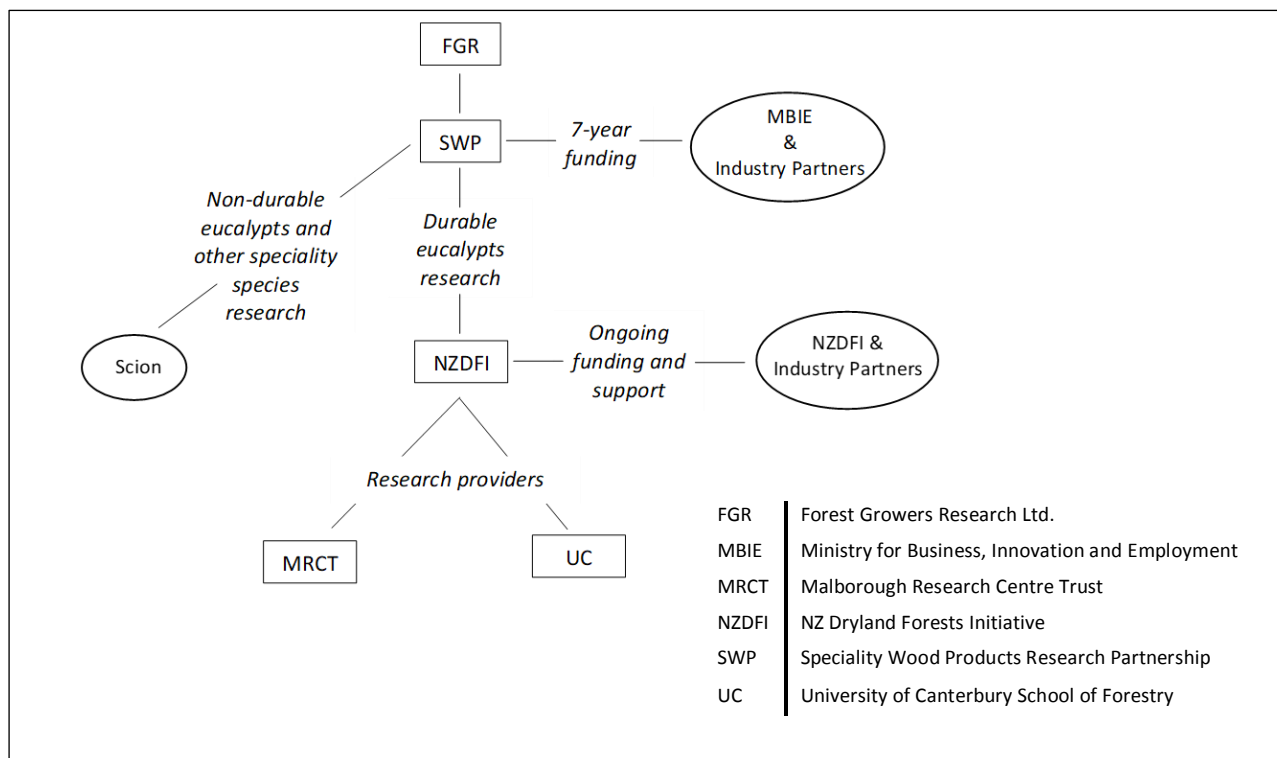 FGR
SWP
7-year
funding
MBIE
&
Industry Partners
Non-durable
eucalypts and
other speciality
species
research
Durable
eucalypts
research
Scion
NZDFI
Ongoing
funding and
support
NZDFI &
Industry Partners
Research providers
MRCT
UC
FGR Forest Growers Research Ltd.
MBIE Ministry for Business, Innovation and Employment
MRCT Malborough Research Centre Trust
NZDFI NZ Dryland Forests Initiative
SWP Speciality Wood Products Research Partnership
UC University of Canterbury School of Forestry